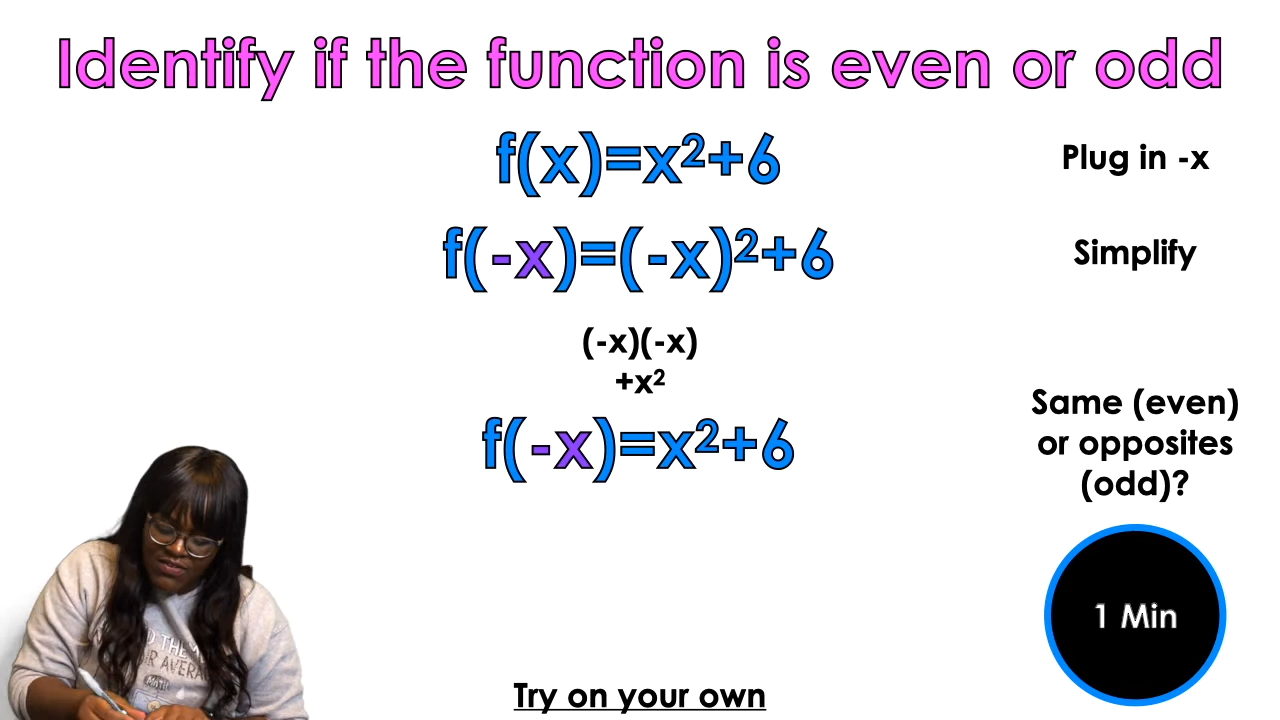 Identify if the function is even or odd
f(x)=x²+6
Plug in -x
f(-x)=(-x)²+6
Simplify
(-x)(-x)
+x²
f(-x)=x²+6
Same (even)
or opposites
(odd)?
1 Min
Try on your own